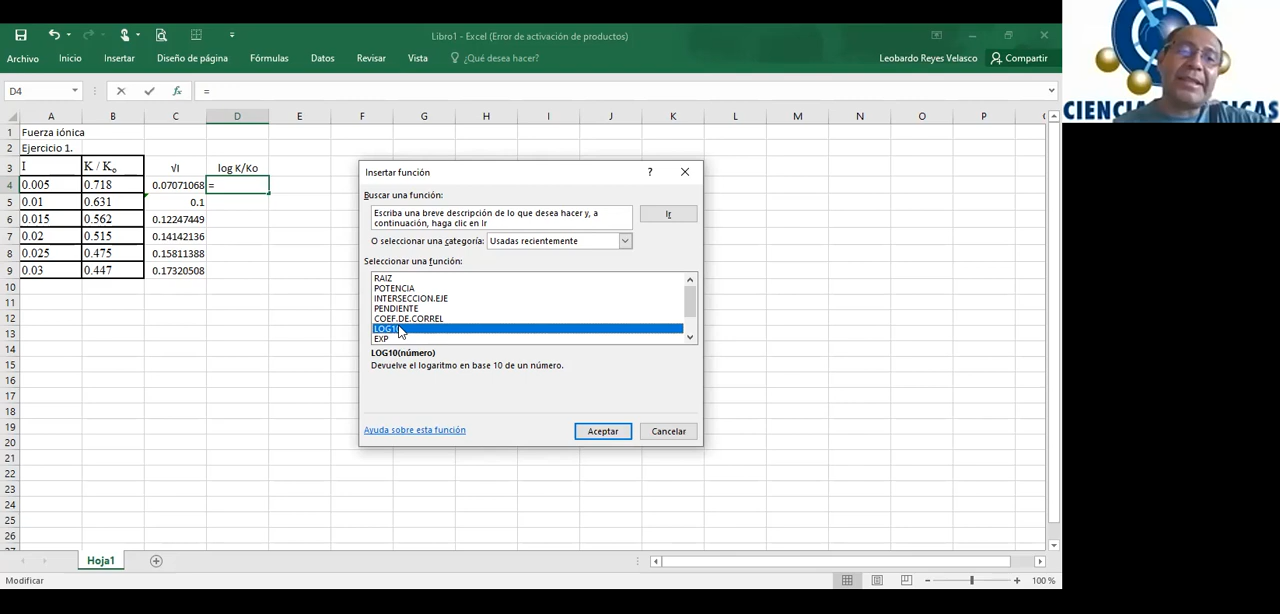 Libro1 - Excel (Error de activación de productos)
Archivo Inicio Insertar Diseño de página Fórmulas Datos Revisar Vista ¿Qué desea hacer? Leobardo Reyes Velasco Compartir
D4 fx =
A B C D E F G H I J K L M N O P
1 Fuerza iónica
2 Ejercicio 1.
3 I K / Ko √I log K/Ko
4 0.005 0.718 0.07071068 =
5 0.01 0.631 0.1
6 0.015 0.562 0.12247449
7 0.02 0.515 0.14142136
8 0.025 0.475 0.15811388
9 0.03 0.447 0.17320508
10
11
12
13
14
15
16
17
18
19
20
21
22
23
24
25
26
Insertar función ?
Buscar una función:
Escriba una breve descripción de lo que desea hacer y, a
continuación, haga clic en Ir
Ir
O seleccionar una categoría: Usadas recientemente
Seleccionar una función:
RAIZ
POTENCIA
INTERSECCION.EJE
PENDIENTE
COEF.DE.CORREL
LOG10
EXP
LOG10(número)
Devuelve el logaritmo en base 10 de un número.
Ayuda sobre esta función Aceptar Cancelar
Hoja1
Modificar 100 %
CIENCIA